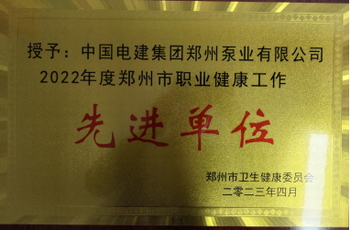 授予：中国电建集团郑州泵业有限公司
2022年度郑州市职业健康工作
先进单位
郑州市卫生健康委员会
二零二三年四月